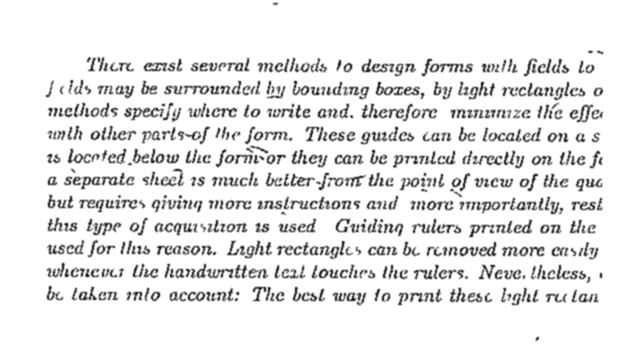 There exist several methods to design forms with fields to
fields may be surrounded by bounding boxes, by light rectangles o
methods specify where to write and, therefore minimize the effe
with other parts of the form. These guides can be located on a s
is located below the form or they can be printed directly on the fo
a separate sheet is much better from the point of view of the qua
but requires giving more instructions and more importantly, rest
this type of acquisition is used Guiding rulers printed on the
used for this reason. Light rectangles can be removed more easily
whenever the handwritten text touches the rulers. Nevertheless,
be taken into account: The best way to print these light rectan